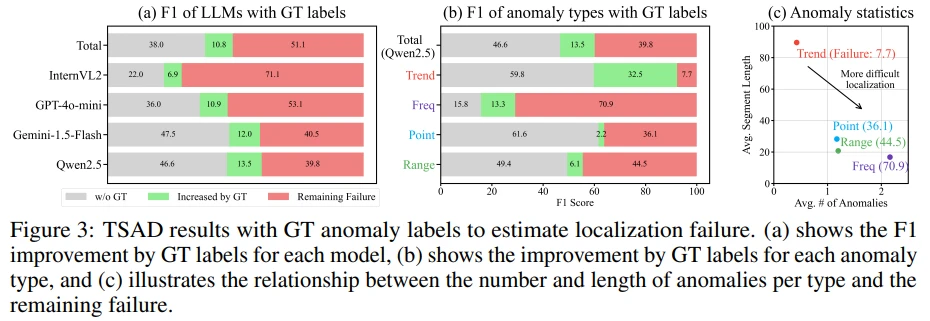 (a) F1 of LLMs with GT labels
Total 38.0 10.8 51.1
InternVL2 22.0 6.9 71.1
GPT-4o-mini 36.0 10.9 53.1
Gemini-1.5-Flash 47.5 12.0 40.5
Qwen2.5 46.6 13.5 39.8
w/o GT Increased by GT Remaining Failure
(b) F1 of anomaly types with GT labels
Total
(Qwen2.5) 46.6 13.5 39.8
Trend 59.8 32.5 7.7
Freq 15.8 13.3 70.9
Point 61.6 2.2 36.1
Range 49.4 6.1 44.5
0 20 40 60 80 100
F1 Score
(c) Anomaly statistics
Avg. Segment Length
100
80
60
40
20
0
Trend (Failure: 7.7)
More difficult
localization
Point (36.1)
Range (44.5)
Freq (70.9)
0 1 2
Avg. # of Anomalies
Figure 3: TSAD results with GT anomaly labels to estimate localization failure. (a) shows the F1
improvement by GT labels for each model, (b) shows the improvement by GT labels for each anomaly
type, and (c) illustrates the relationship between the number and length of anomalies per type and the
remaining failure.